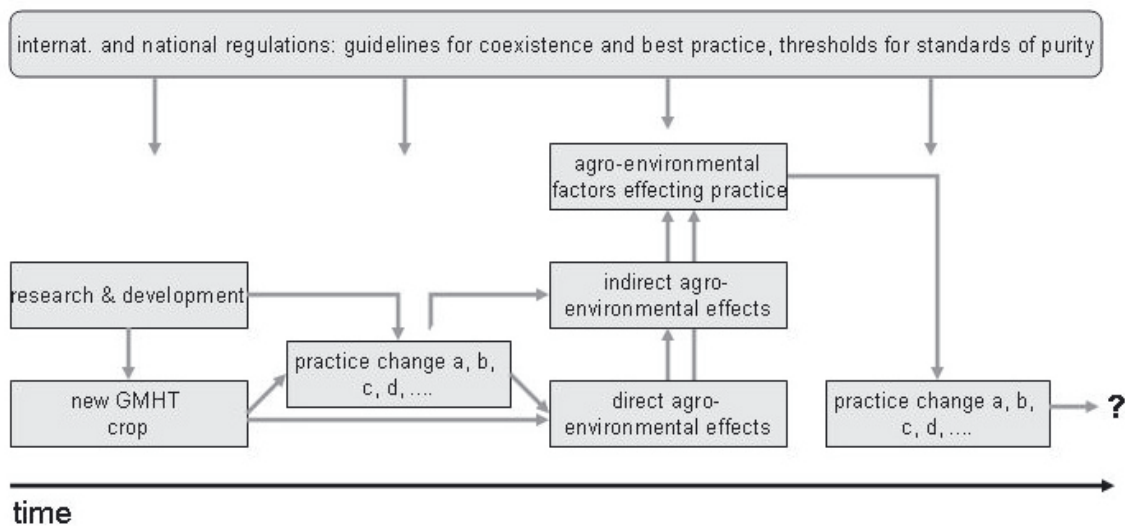 internat. and national regulations: guidelines for coexistence and best practice, thresholds for standards of purity
agro-environmental
factors effecting practice
research & development
indirect agro-
environmental effects
practice change a, b,
c, d, ....
new GMHT
crop
direct agro-
environmental effects
practice change a, b,
c, d, ....
?
time